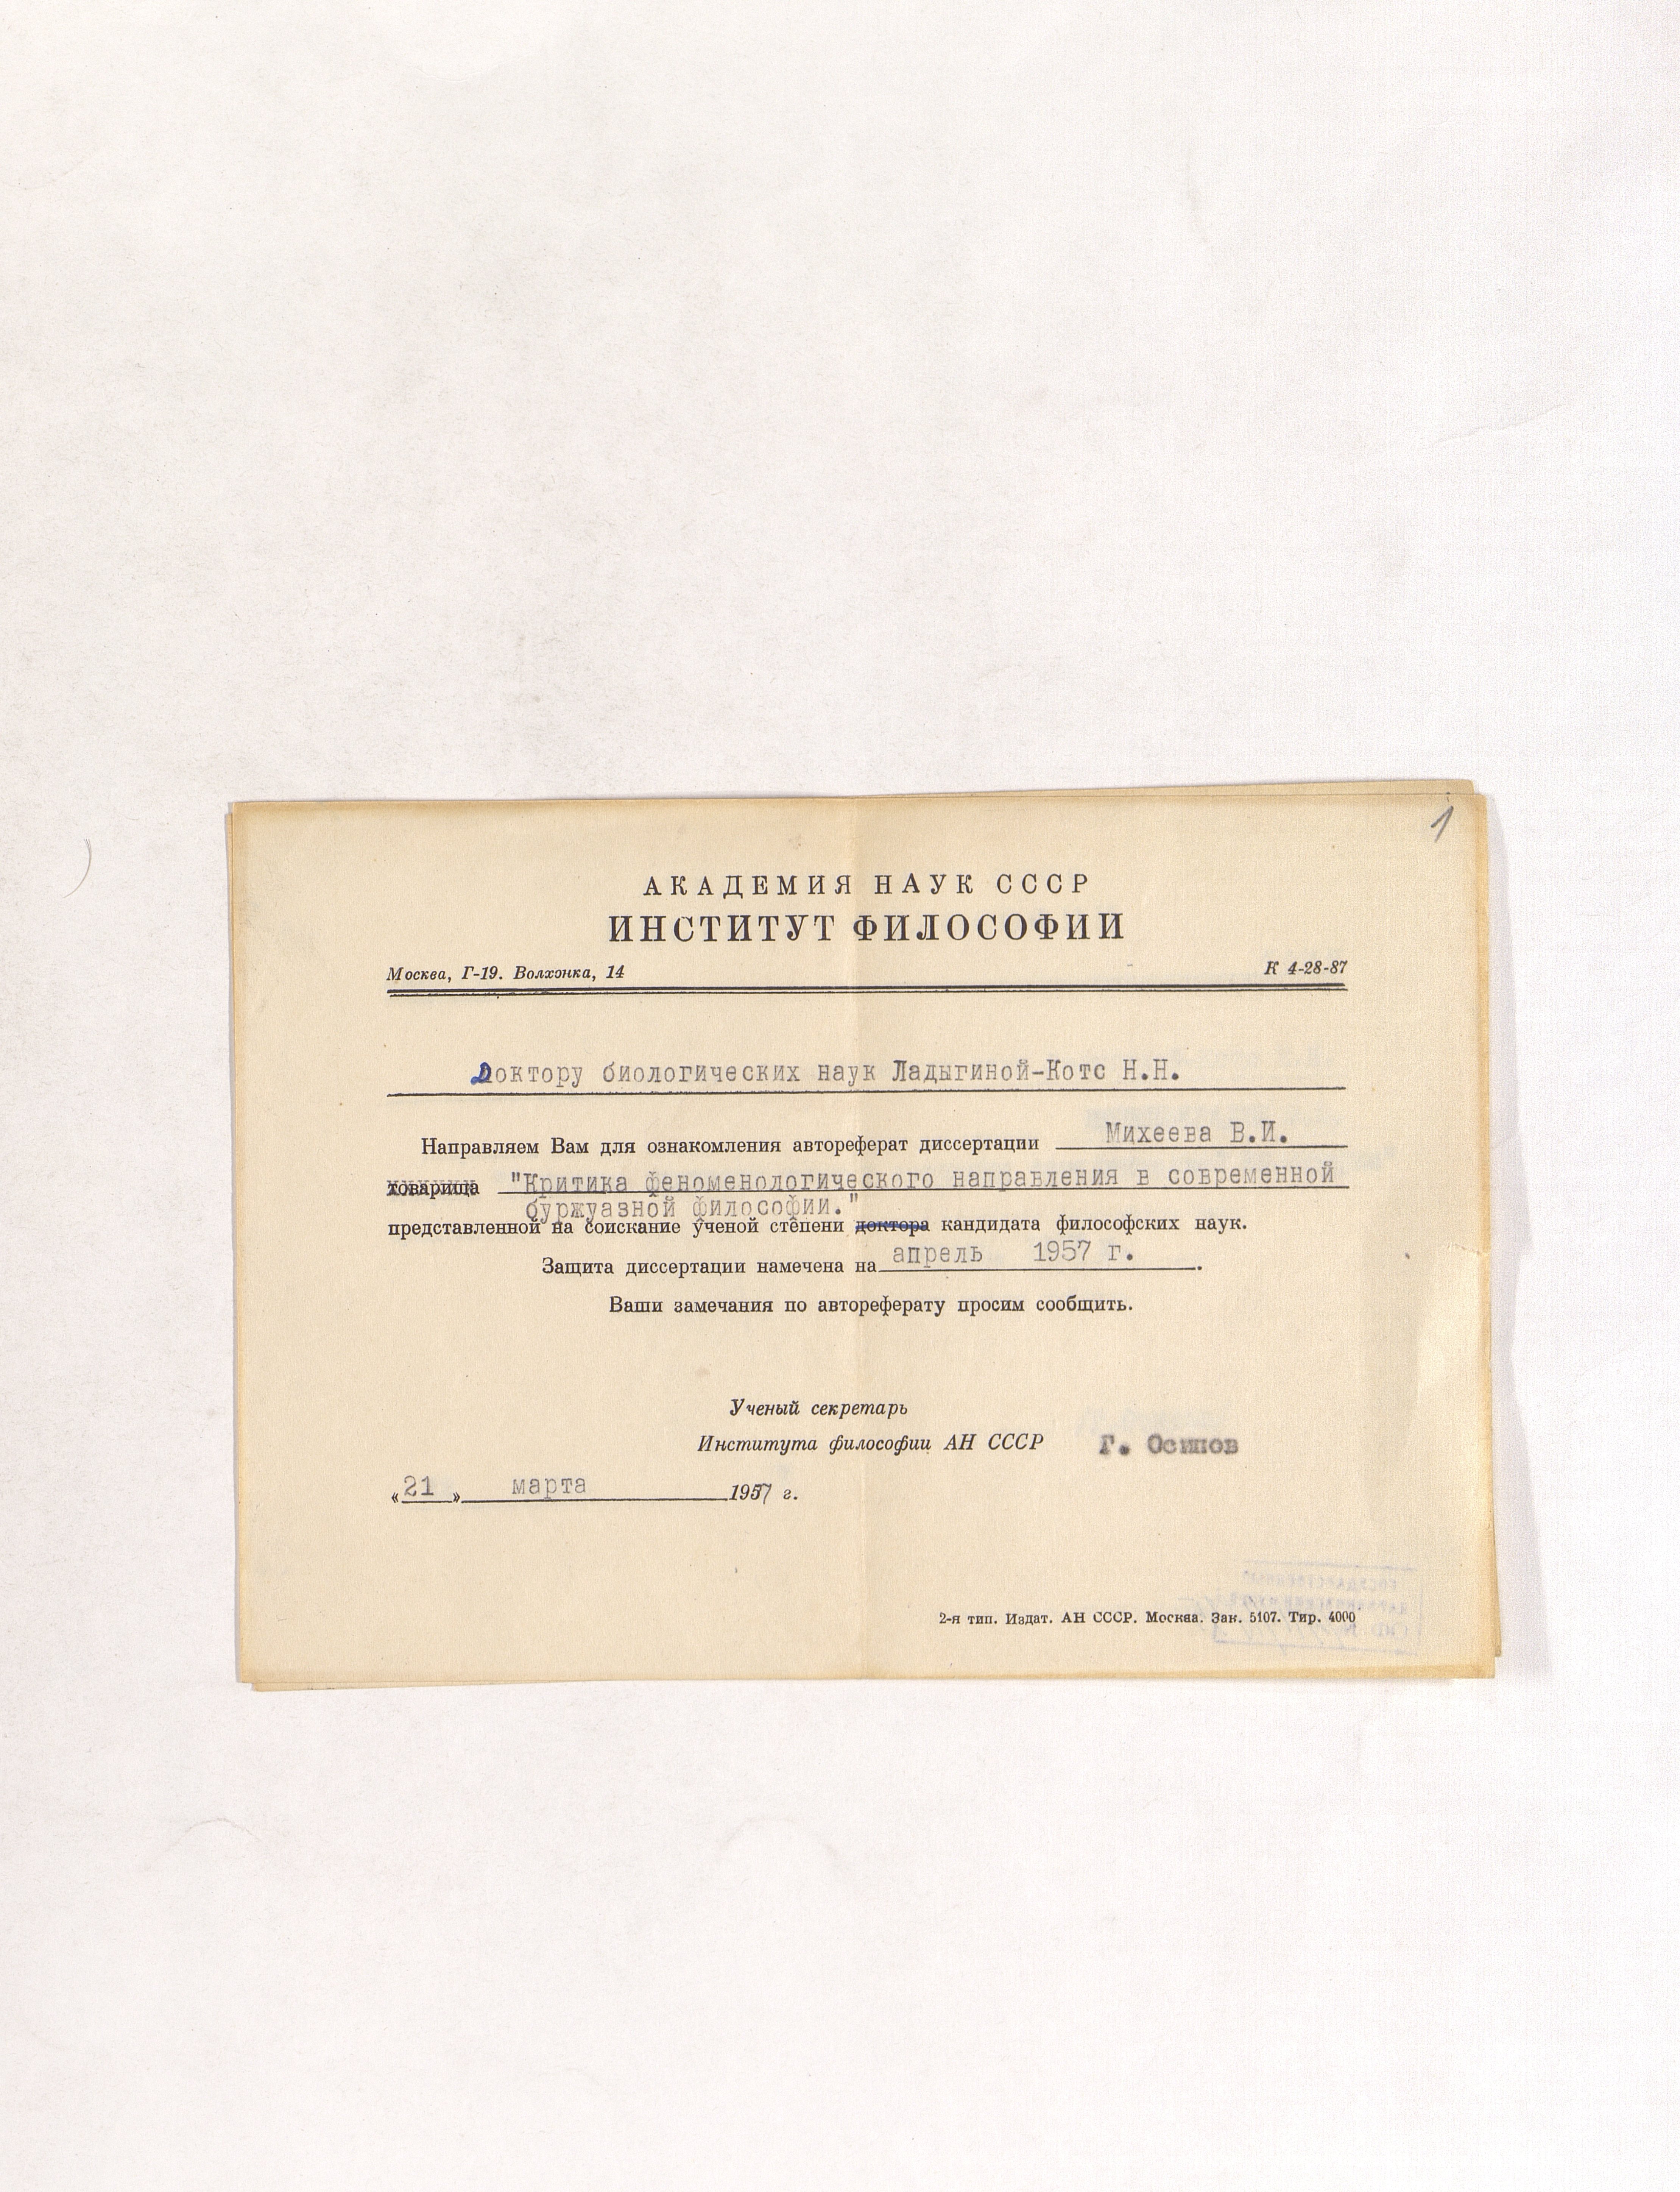 1
АКАДЕМИЯ НАУК СССР
ИНСТИТУТ ФИЛОСОФИИ
Москва, Г-19. Волхонка, 14 К 4-28-87
Доктору биологических наук Ладыгиной-Котс Н.Н.
Направляем Вам для ознакомления автореферат диссертации Михеева В.И.
товарища "Критика феноменологического направления в современной
буржуазной философии."
представленной на соискание ученой степени доктора кандидата философских наук.
Защита диссертации намечена на апрель 1957 г.
Ваши замечания по автореферату просим сообщить.
Ученый секретарь
Института философии АН СССР Г. Осипов
«21» марта 1957 г.
2-я тип. Издат. АН СССР. Москва. Зак. 5107. Тир. 4000